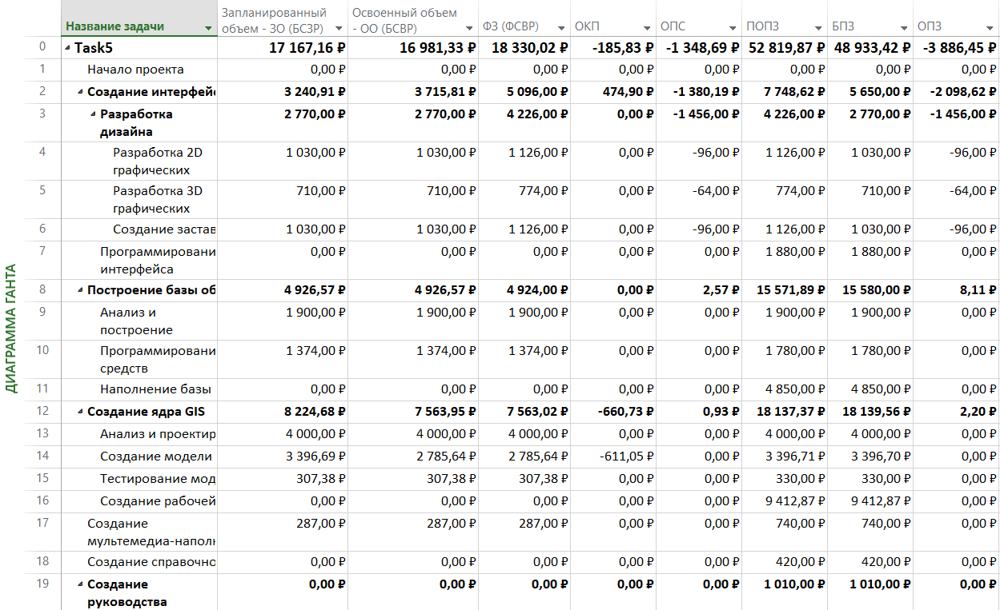 Название задачи Запланированный объем - ЗО (БСЗР) Освоенный объем - ОО (БСВР) ФЗ (ФСВР) ОКП ОПС ПОПЗ БПЗ ОПЗ
0 Task5 17 167,16 ₽ 16 981,33 ₽ 18 330,02 ₽ -185,83 ₽ -1 348,69 ₽ 52 819,87 ₽ 48 933,42 ₽ -3 886,45 ₽
1 Начало проекта 0,00 ₽ 0,00 ₽ 0,00 ₽ 0,00 ₽ 0,00 ₽ 0,00 ₽ 0,00 ₽ 0,00 ₽
2 Создание интерфей 3 240,91 ₽ 3 715,81 ₽ 5 096,00 ₽ 474,90 ₽ -1 380,19 ₽ 7 748,62 ₽ 5 650,00 ₽ -2 098,62 ₽
3 Разработка 2 770,00 ₽ 2 770,00 ₽ 4 226,00 ₽ 0,00 ₽ -1 456,00 ₽ 4 226,00 ₽ 2 770,00 ₽ -1 456,00 ₽
дизайна
4 Разработка 2D 1 030,00 ₽ 1 030,00 ₽ 1 126,00 ₽ 0,00 ₽ -96,00 ₽ 1 126,00 ₽ 1 030,00 ₽ -96,00 ₽
графических
5 Разработка 3D 710,00 ₽ 710,00 ₽ 774,00 ₽ 0,00 ₽ -64,00 ₽ 774,00 ₽ 710,00 ₽ -64,00 ₽
графических
6 Создание застав 1 030,00 ₽ 1 030,00 ₽ 1 126,00 ₽ 0,00 ₽ -96,00 ₽ 1 126,00 ₽ 1 030,00 ₽ -96,00 ₽
7 Программировани 0,00 ₽ 0,00 ₽ 0,00 ₽ 0,00 ₽ 0,00 ₽ 1 880,00 ₽ 1 880,00 ₽ 0,00 ₽
интерфейса
8 Построение базы об 4 926,57 ₽ 4 926,57 ₽ 4 924,00 ₽ 0,00 ₽ 2,57 ₽ 15 571,89 ₽ 15 580,00 ₽ 8,11 ₽
9 Анализ и 1 900,00 ₽ 1 900,00 ₽ 1 900,00 ₽ 0,00 ₽ 0,00 ₽ 1 900,00 ₽ 1 900,00 ₽ 0,00 ₽
построение
10 Программировани 1 374,00 ₽ 1 374,00 ₽ 1 374,00 ₽ 0,00 ₽ 0,00 ₽ 1 780,00 ₽ 1 780,00 ₽ 0,00 ₽
средств
11 Наполнение базы 0,00 ₽ 0,00 ₽ 0,00 ₽ 0,00 ₽ 0,00 ₽ 4 850,00 ₽ 4 850,00 ₽ 0,00 ₽
12 Создание ядра GIS 8 224,68 ₽ 7 563,95 ₽ 7 563,02 ₽ -660,73 ₽ 0,93 ₽ 18 137,37 ₽ 18 139,56 ₽ 2,20 ₽
13 Анализ и проектир 4 000,00 ₽ 4 000,00 ₽ 4 000,00 ₽ 0,00 ₽ 0,00 ₽ 4 000,00 ₽ 4 000,00 ₽ 0,00 ₽
14 Создание модели 3 396,69 ₽ 2 785,64 ₽ 2 785,64 ₽ -611,05 ₽ 0,00 ₽ 3 396,71 ₽ 3 396,70 ₽ 0,00 ₽
15 Тестирование мод 307,38 ₽ 307,38 ₽ 307,38 ₽ 0,00 ₽ 0,00 ₽ 330,00 ₽ 330,00 ₽ 0,00 ₽
16 Создание рабочей 0,00 ₽ 0,00 ₽ 0,00 ₽ 0,00 ₽ 0,00 ₽ 9 412,87 ₽ 9 412,87 ₽ 0,00 ₽
17 Создание 287,00 ₽ 287,00 ₽ 287,00 ₽ 0,00 ₽ 0,00 ₽ 740,00 ₽ 740,00 ₽ 0,00 ₽
мультемедиа-наполн
18 Создание справочно 0,00 ₽ 0,00 ₽ 0,00 ₽ 0,00 ₽ 0,00 ₽ 420,00 ₽ 420,00 ₽ 0,00 ₽
19 Создание 0,00 ₽ 0,00 ₽ 0,00 ₽ 0,00 ₽ 0,00 ₽ 1 010,00 ₽ 1 010,00 ₽ 0,00 ₽
руководства
ДИАГРАММА ГАНТА